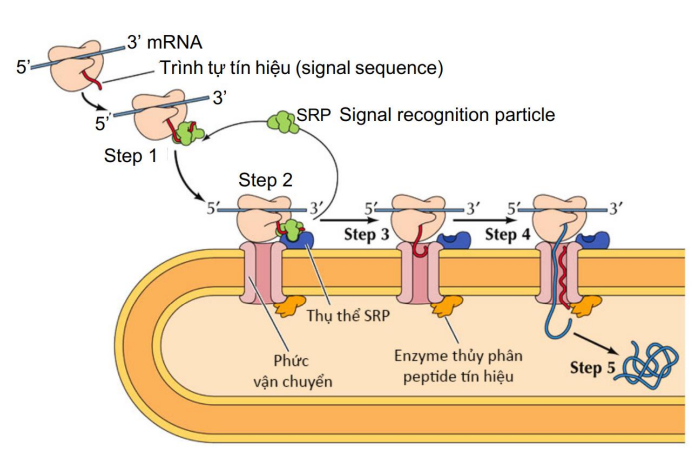 3’ mRNA
5’
Trình tự tín hiệu (signal sequence)
3’
5’
SRP Signal recognition particle
Step 1
Step 2
5′
3′
5′
3′
5′
3′
Step 3
Step 4
Thụ thể SRP
Phức
vận chuyển
Enzyme thủy phân
peptide tín hiệu
Step 5